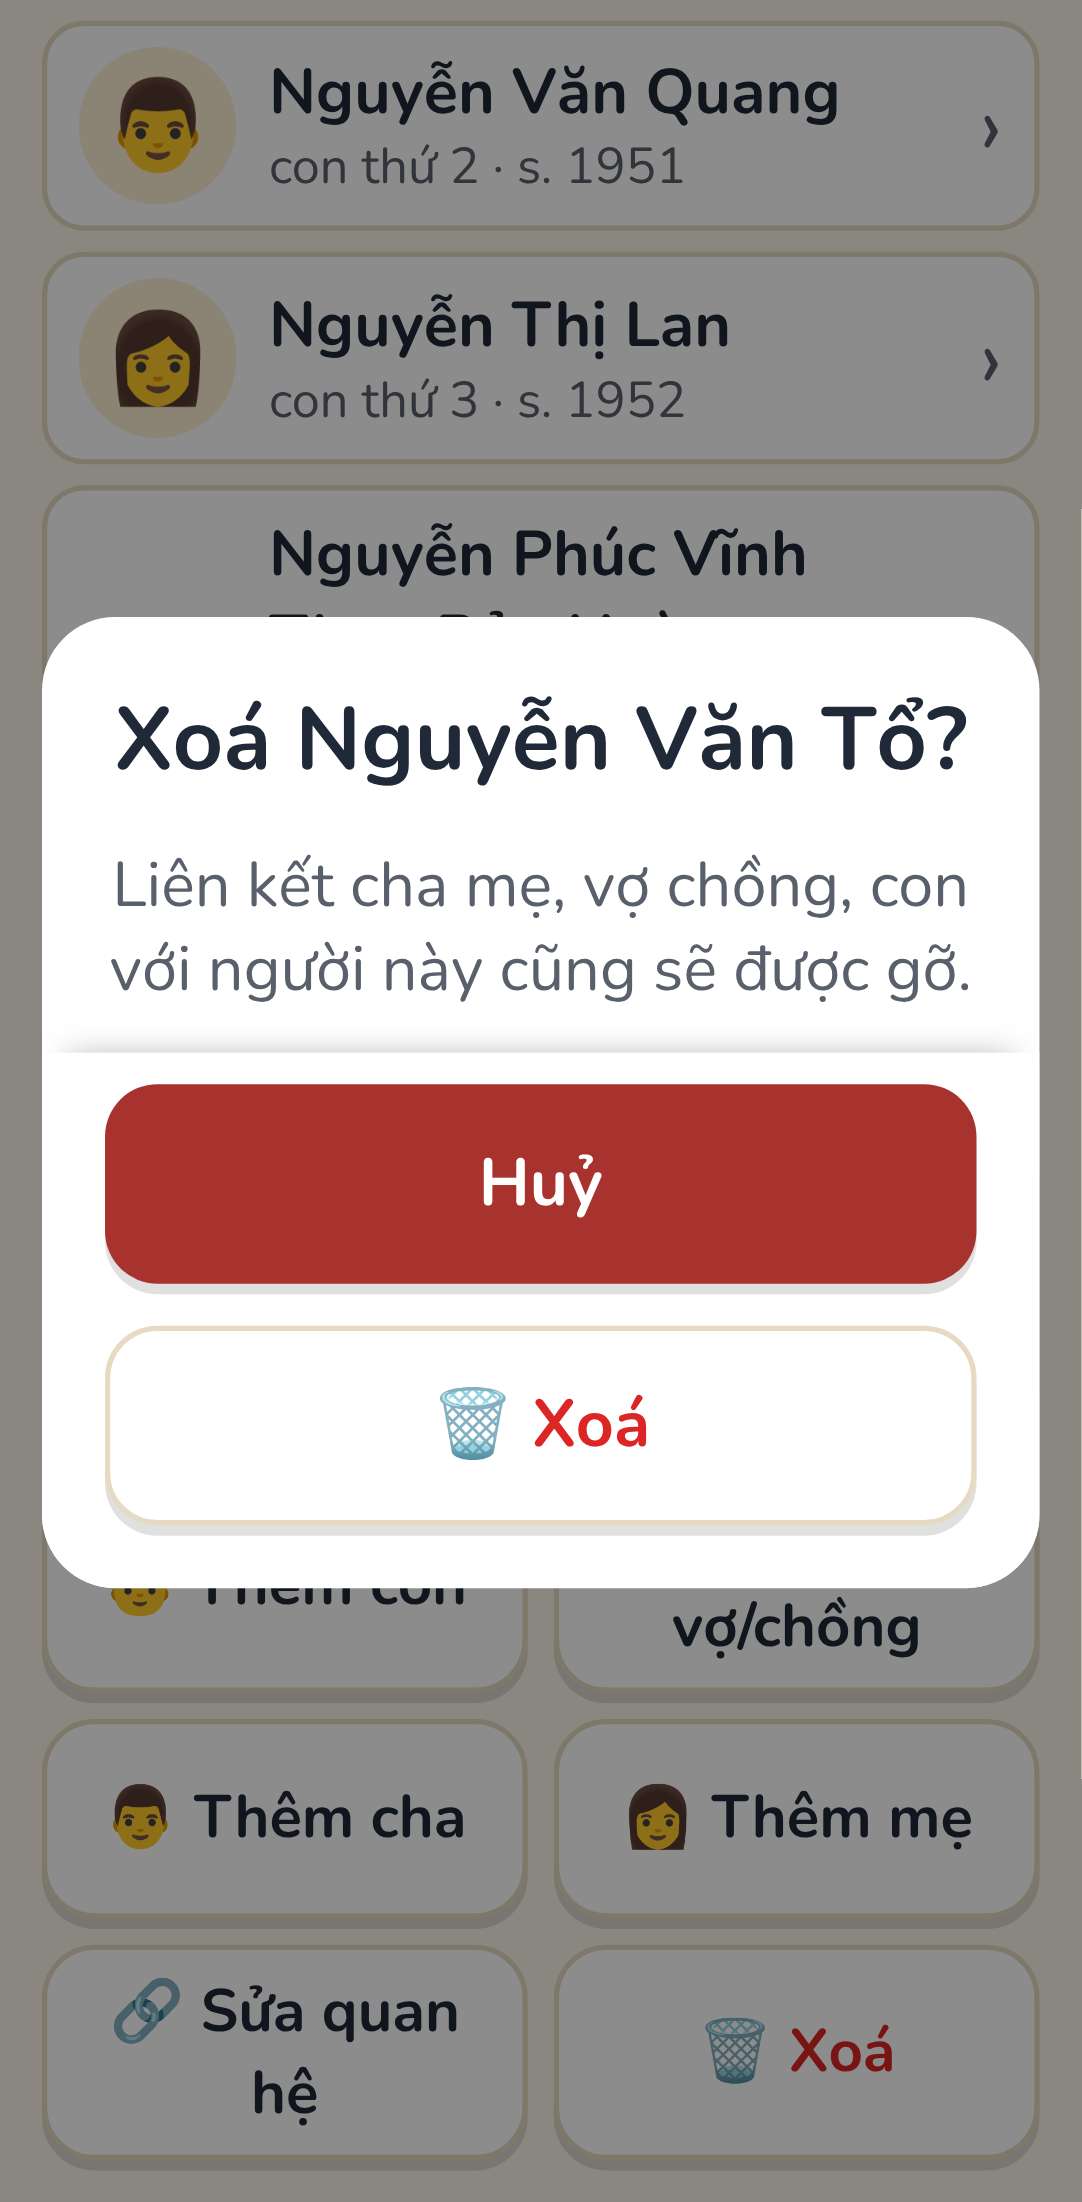 Nguyễn Văn Quang
con thứ 2 · s. 1951
›
Nguyễn Thị Lan
con thứ 3 · s. 1952
›
Nguyễn Phúc Vĩnh
Xoá Nguyễn Văn Tổ?
Liên kết cha mẹ, vợ chồng, con
với người này cũng sẽ được gỡ.
Huỷ
Xoá
Thêm con
vợ/chồng
Thêm cha
Thêm mẹ
Sửa quan
hệ
Xoá